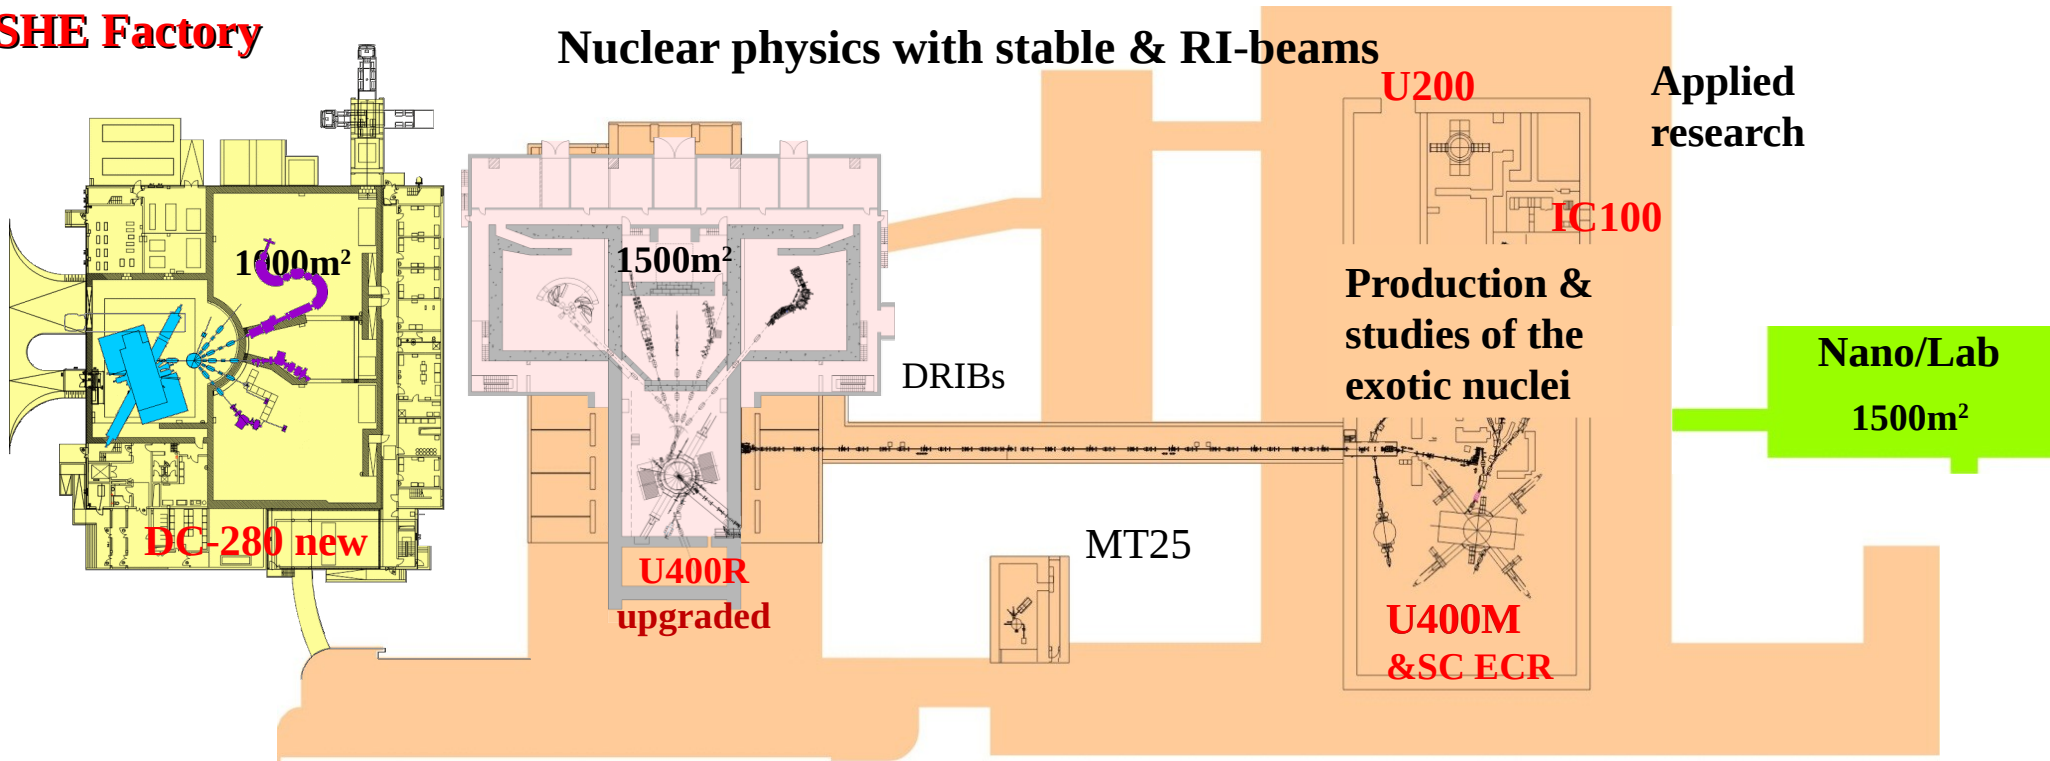 SHE Factory
Nuclear physics with stable & RI-beams
U200
Applied
research
IC100
1000m²
1500m²
Production &
studies of the
exotic nuclei
DRIBs
Nano/Lab
1500m²
DC-280 new
MT25
U400R
upgraded
U400M
&SC ECR